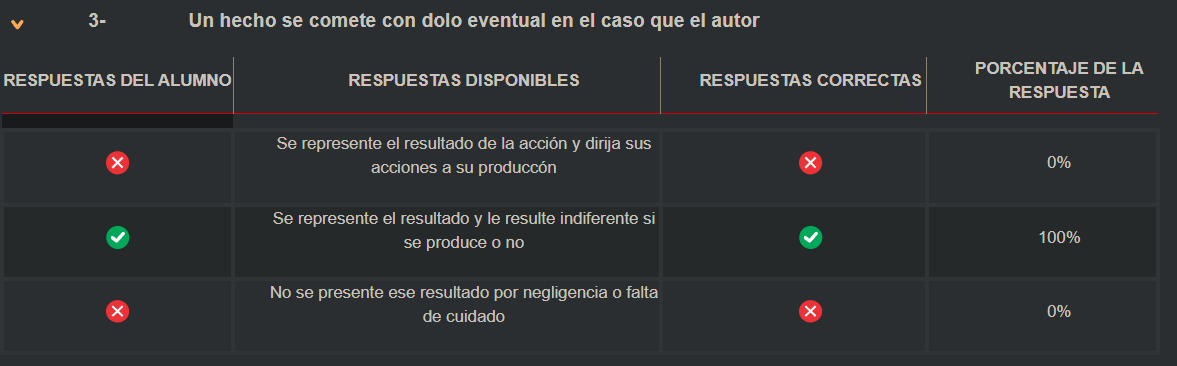 3- Un hecho se comete con dolo eventual en el caso que el autor
RESPUESTAS DEL ALUMNO RESPUESTAS DISPONIBLES RESPUESTAS CORRECTAS PORCENTAJE DE LA
RESPUESTA
Se represente el resultado de la acción y dirija sus
acciones a su produccón
0%
Se represente el resultado y le resulte indiferente si
se produce o no
100%
No se presente ese resultado por negligencia o falta
de cuidado
0%